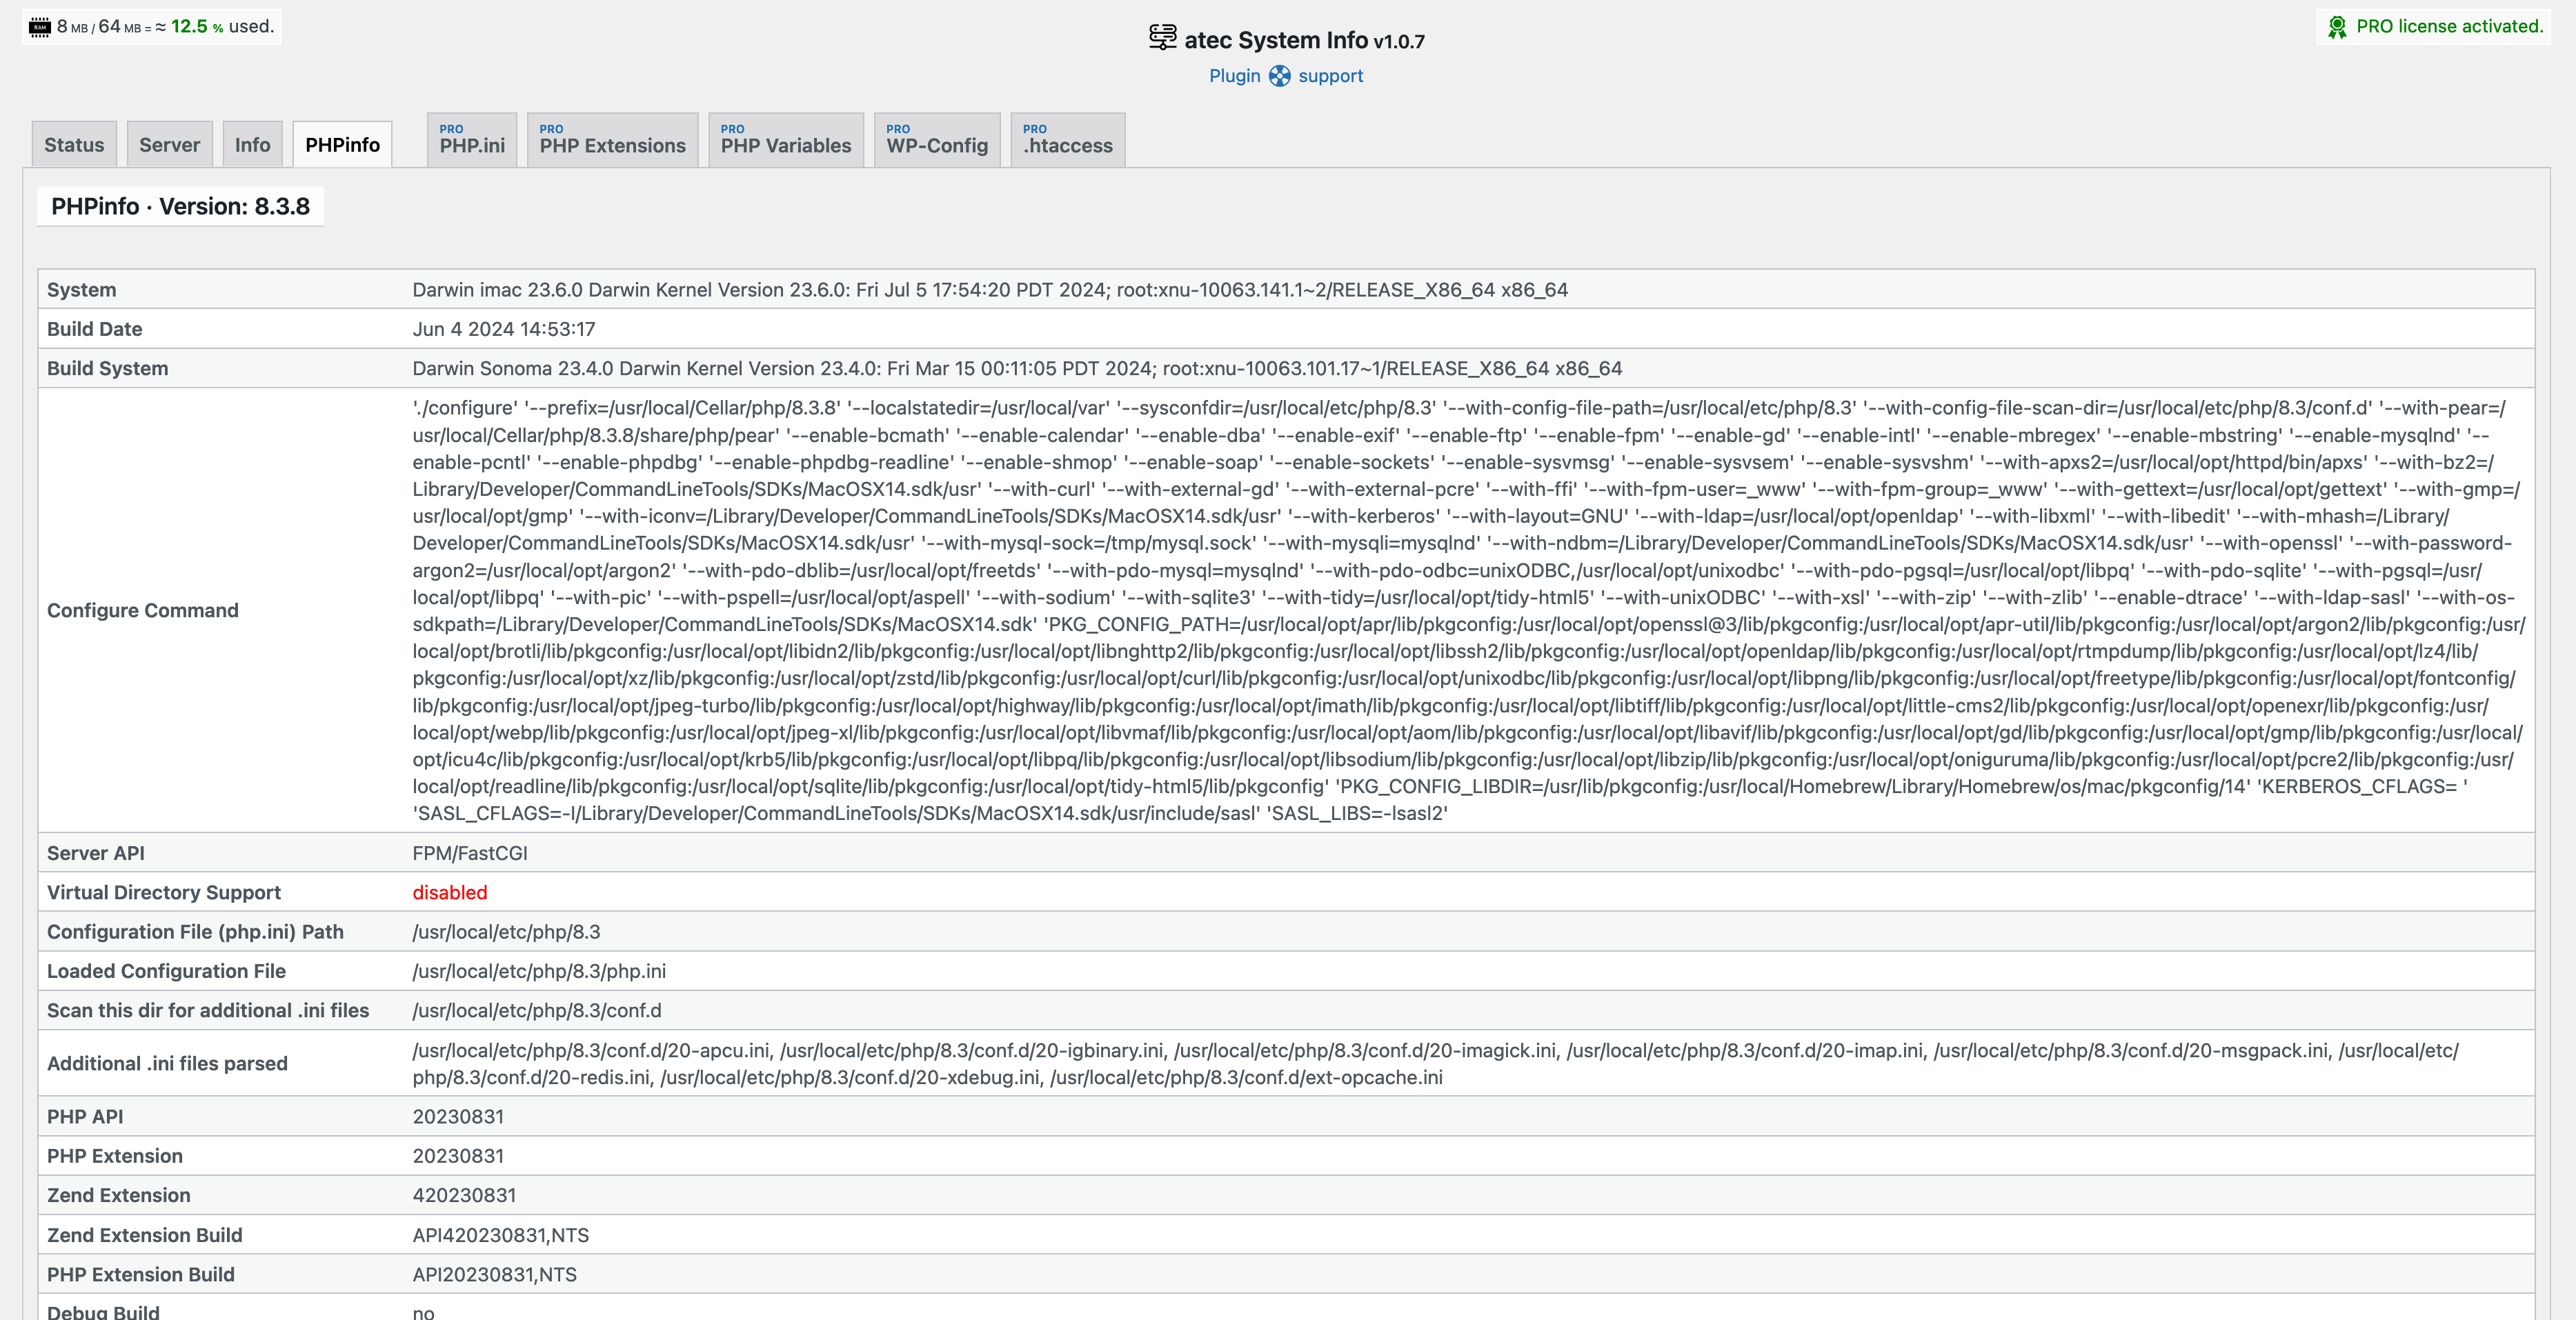 RAM 8 MB / 64 MB = ≈ 12.5 % used.
PRO license activated.
atec System Info v1.0.7
Plugin support
Status
Server
Info
PHPinfo
PRO
PHP.ini
PRO
PHP Extensions
PRO
PHP Variables
PRO
WP-Config
PRO
.htaccess
PHPinfo · Version: 8.3.8
System Darwin imac 23.6.0 Darwin Kernel Version 23.6.0: Fri Jul 5 17:54:20 PDT 2024; root:xnu-10063.141.1~2/RELEASE_X86_64 x86_64
Build Date Jun 4 2024 14:53:17
Build System Darwin Sonoma 23.4.0 Darwin Kernel Version 23.4.0: Fri Mar 15 00:11:05 PDT 2024; root:xnu-10063.101.17~1/RELEASE_X86_64 x86_64
Configure Command
'./configure' '--prefix=/usr/local/Cellar/php/8.3.8' '--localstatedir=/usr/local/var' '--sysconfdir=/usr/local/etc/php/8.3' '--with-config-file-path=/usr/local/etc/php/8.3' '--with-config-file-scan-dir=/usr/local/etc/php/8.3/conf.d' '--with-pear=/
usr/local/Cellar/php/8.3.8/share/php/pear' '--enable-bcmath' '--enable-calendar' '--enable-dba' '--enable-exif' '--enable-ftp' '--enable-fpm' '--enable-gd' '--enable-intl' '--enable-mbregex' '--enable-mbstring' '--enable-mysqlnd' '--
enable-pcntl' '--enable-phpdbg' '--enable-phpdbg-readline' '--enable-shmop' '--enable-soap' '--enable-sockets' '--enable-sysvmsg' '--enable-sysvsem' '--enable-sysvshm' '--with-apxs2=/usr/local/opt/httpd/bin/apxs' '--with-bz2=/
Library/Developer/CommandLineTools/SDKs/MacOSX14.sdk/usr' '--with-curl' '--with-external-gd' '--with-external-pcre' '--with-ffi' '--with-fpm-user=_www' '--with-fpm-group=_www' '--with-gettext=/usr/local/opt/gettext' '--with-gmp=/
usr/local/opt/gmp' '--with-iconv=/Library/Developer/CommandLineTools/SDKs/MacOSX14.sdk/usr' '--with-kerberos' '--with-layout=GNU' '--with-ldap=/usr/local/opt/openldap' '--with-libxml' '--with-libedit' '--with-mhash=/Library/
Developer/CommandLineTools/SDKs/MacOSX14.sdk/usr' '--with-mysql-sock=/tmp/mysql.sock' '--with-mysqli=mysqlnd' '--with-ndbm=/Library/Developer/CommandLineTools/SDKs/MacOSX14.sdk/usr' '--with-openssl' '--with-password-
argon2=/usr/local/opt/argon2' '--with-pdo-dblib=/usr/local/opt/freetds' '--with-pdo-mysql=mysqlnd' '--with-pdo-odbc=unixODBC,/usr/local/opt/unixodbc' '--with-pdo-pgsql=/usr/local/opt/libpq' '--with-pdo-sqlite' '--with-pgsql=/usr/
local/opt/libpq' '--with-pic' '--with-pspell=/usr/local/opt/aspell' '--with-sodium' '--with-sqlite3' '--with-tidy=/usr/local/opt/tidy-html5' '--with-unixODBC' '--with-xsl' '--with-zip' '--with-zlib' '--enable-dtrace' '--with-ldap-sasl' '--with-os-
sdkpath=/Library/Developer/CommandLineTools/SDKs/MacOSX14.sdk' 'PKG_CONFIG_PATH=/usr/local/opt/apr/lib/pkgconfig:/usr/local/opt/openssl@3/lib/pkgconfig:/usr/local/opt/apr-util/lib/pkgconfig:/usr/local/opt/argon2/lib/pkgconfig:/usr/
local/opt/brotli/lib/pkgconfig:/usr/local/opt/libidn2/lib/pkgconfig:/usr/local/opt/libnghttp2/lib/pkgconfig:/usr/local/opt/libssh2/lib/pkgconfig:/usr/local/opt/openldap/lib/pkgconfig:/usr/local/opt/rtmpdump/lib/pkgconfig:/usr/local/opt/lz4/lib/
pkgconfig:/usr/local/opt/xz/lib/pkgconfig:/usr/local/opt/zstd/lib/pkgconfig:/usr/local/opt/curl/lib/pkgconfig:/usr/local/opt/unixodbc/lib/pkgconfig:/usr/local/opt/libpng/lib/pkgconfig:/usr/local/opt/freetype/lib/pkgconfig:/usr/local/opt/fontconfig/
lib/pkgconfig:/usr/local/opt/jpeg-turbo/lib/pkgconfig:/usr/local/opt/highway/lib/pkgconfig:/usr/local/opt/imath/lib/pkgconfig:/usr/local/opt/libtiff/lib/pkgconfig:/usr/local/opt/little-cms2/lib/pkgconfig:/usr/local/opt/openexr/lib/pkgconfig:/usr/
local/opt/webp/lib/pkgconfig:/usr/local/opt/jpeg-xl/lib/pkgconfig:/usr/local/opt/libvmaf/lib/pkgconfig:/usr/local/opt/aom/lib/pkgconfig:/usr/local/opt/libavif/lib/pkgconfig:/usr/local/opt/gd/lib/pkgconfig:/usr/local/opt/gmp/lib/pkgconfig:/usr/local/
opt/icu4c/lib/pkgconfig:/usr/local/opt/krb5/lib/pkgconfig:/usr/local/opt/libpq/lib/pkgconfig:/usr/local/opt/libsodium/lib/pkgconfig:/usr/local/opt/libzip/lib/pkgconfig:/usr/local/opt/oniguruma/lib/pkgconfig:/usr/local/opt/pcre2/lib/pkgconfig:/usr/
local/opt/readline/lib/pkgconfig:/usr/local/opt/sqlite/lib/pkgconfig:/usr/local/opt/tidy-html5/lib/pkgconfig' 'PKG_CONFIG_LIBDIR=/usr/lib/pkgconfig:/usr/local/Homebrew/Library/Homebrew/os/mac/pkgconfig/14' 'KERBEROS_CFLAGS= '
'SASL_CFLAGS=-I/Library/Developer/CommandLineTools/SDKs/MacOSX14.sdk/usr/include/sasl' 'SASL_LIBS=-lsasl2'
Server API FPM/FastCGI
Virtual Directory Support disabled
Configuration File (php.ini) Path /usr/local/etc/php/8.3
Loaded Configuration File /usr/local/etc/php/8.3/php.ini
Scan this dir for additional .ini files /usr/local/etc/php/8.3/conf.d
Additional .ini files parsed
/usr/local/etc/php/8.3/conf.d/20-apcu.ini, /usr/local/etc/php/8.3/conf.d/20-igbinary.ini, /usr/local/etc/php/8.3/conf.d/20-imagick.ini, /usr/local/etc/php/8.3/conf.d/20-imap.ini, /usr/local/etc/php/8.3/conf.d/20-msgpack.ini, /usr/local/etc/
php/8.3/conf.d/20-redis.ini, /usr/local/etc/php/8.3/conf.d/20-xdebug.ini, /usr/local/etc/php/8.3/conf.d/ext-opcache.ini
PHP API 20230831
PHP Extension 20230831
Zend Extension 420230831
Zend Extension Build API420230831,NTS
PHP Extension Build API20230831,NTS
Debug Build no